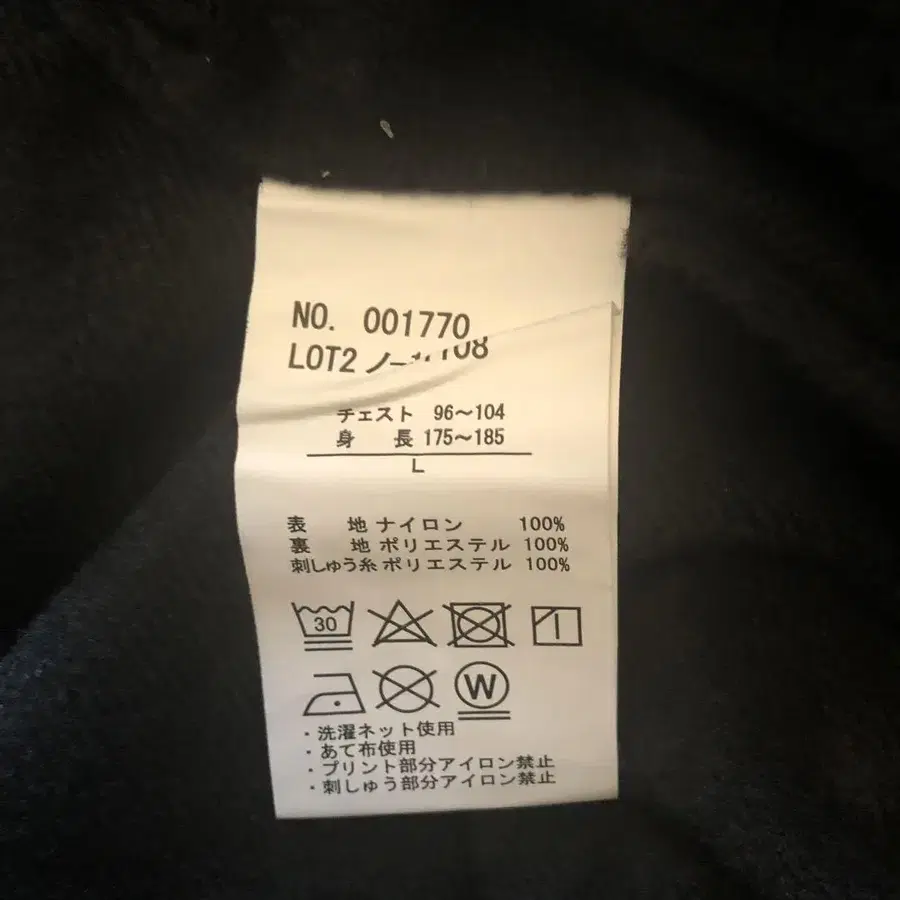 NO. 001770
LOT2
チェスト 96～104
身 長 175～185
L
表 地 ナイロン 100%
裏 地 ポリエステル 100%
刺しゅう糸 ポリエステル 100%
30
W
・洗濯ネット使用
・あて布使用
・プリント部分アイロン禁止
・刺しゅう部分アイロン禁止